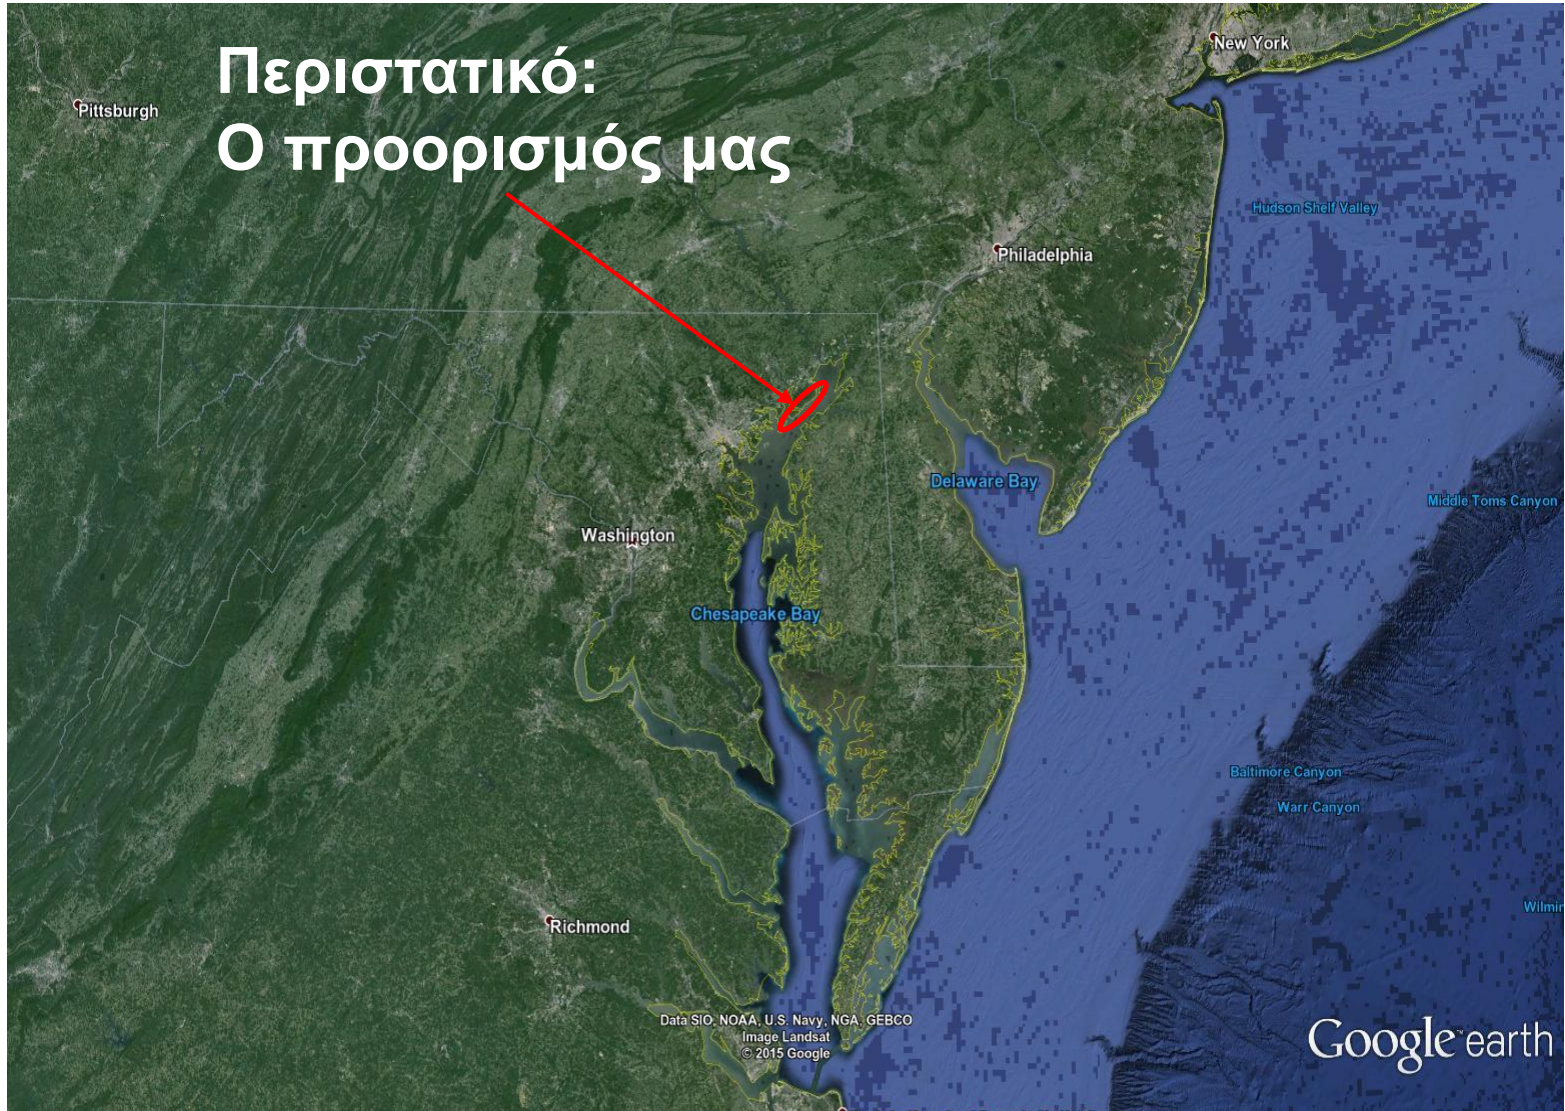 Περιστατικό:
Ο προορισμός μας
New York
Pittsburgh
Hudson Shelf Valley
Philadelphia
Delaware Bay
Middle Toms Canyon
Washington
Chesapeake Bay
Baltimore Canyon
Warr Canyon
Wilmin
Richmond
Data SIO, NOAA, U.S. Navy, NGA, GEBCO
Image Landsat
© 2015 Google
Google earth